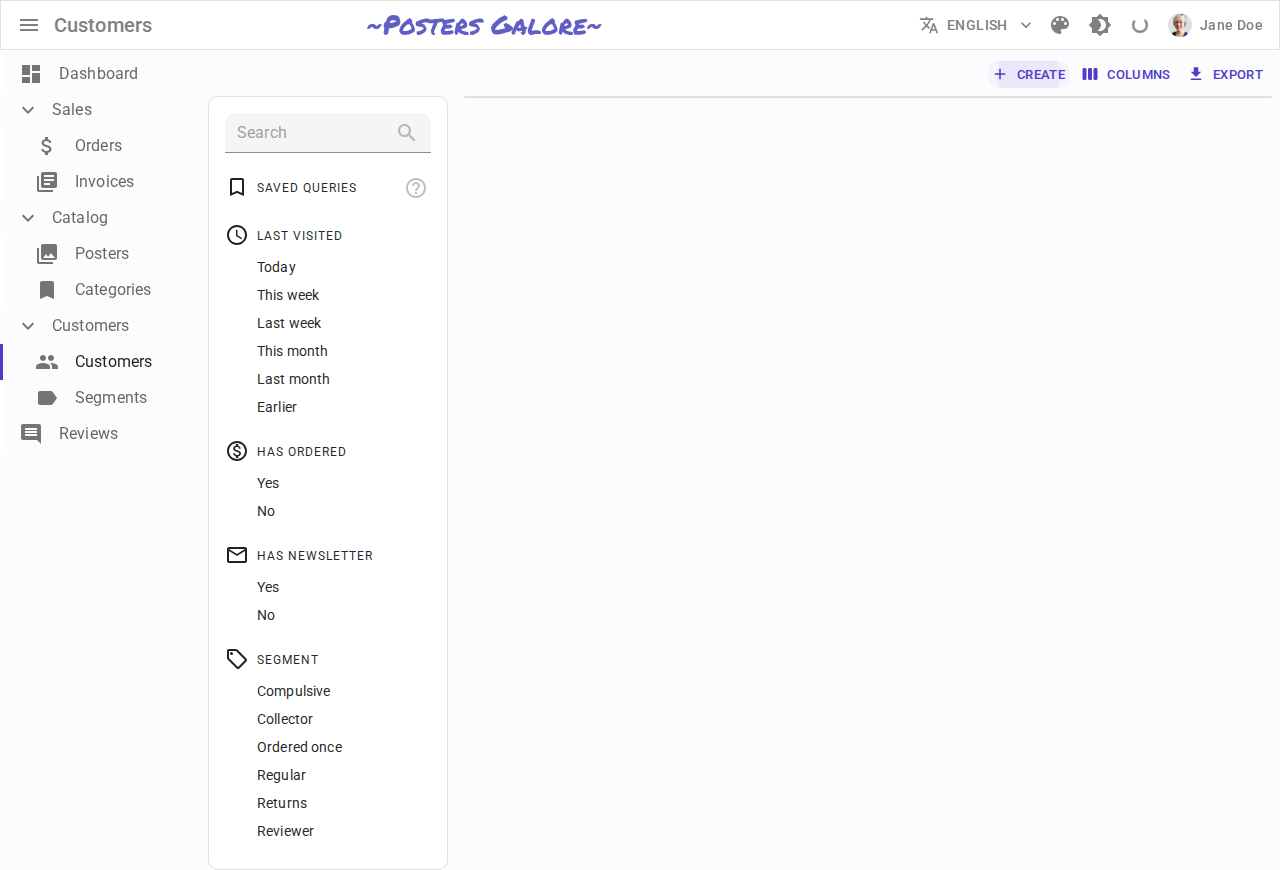 Customers
~Posters Galore~
ENGLISH
Jane Doe
Dashboard
Sales
Orders
Invoices
Catalog
Posters
Categories
Customers
Customers
Segments
Reviews
CREATE
COLUMNS
EXPORT
Search
SAVED QUERIES
LAST VISITED
Today
This week
Last week
This month
Last month
Earlier
HAS ORDERED
Yes
No
HAS NEWSLETTER
Yes
No
SEGMENT
Compulsive
Collector
Ordered once
Regular
Returns
Reviewer